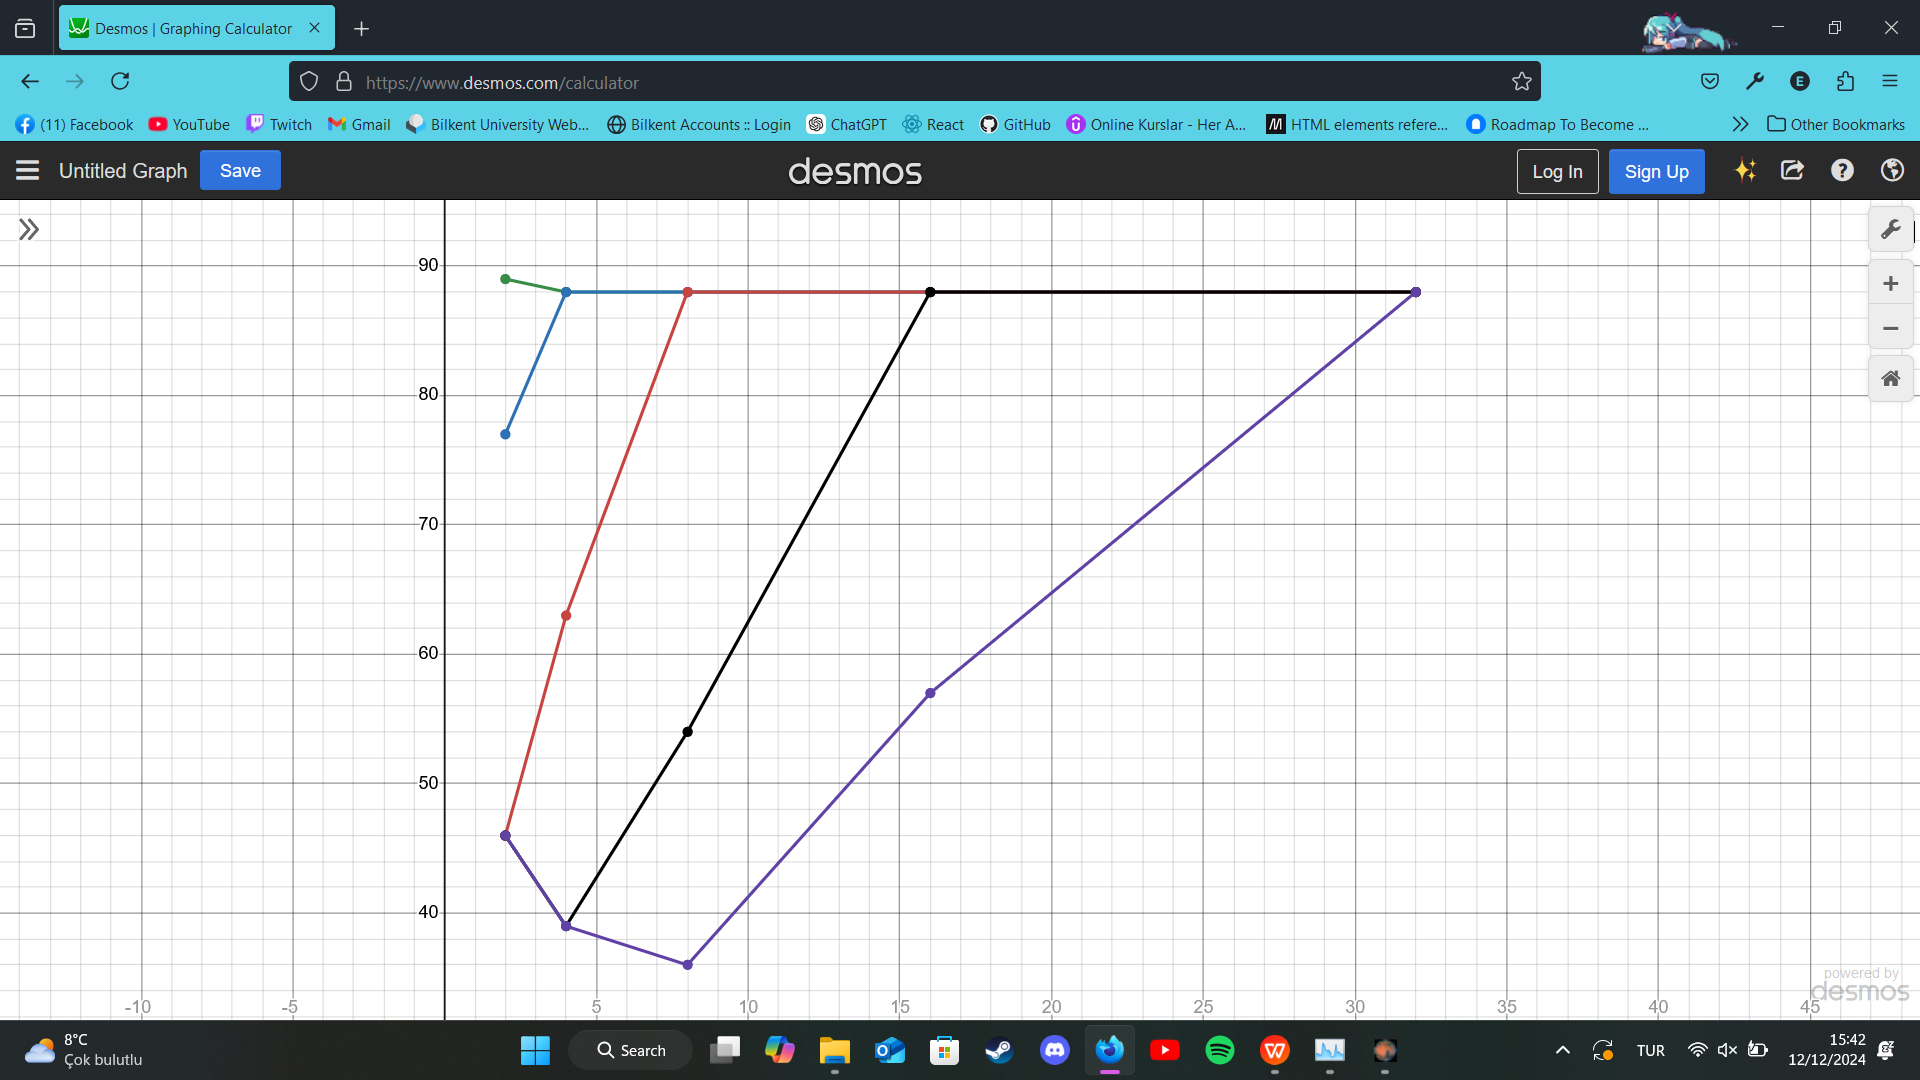 Desmos | Graphing Calculator
https://www.desmos.com/calculator
E
(11) Facebook YouTube Twitch Gmail Bilkent University Web... Bilkent Accounts :: Login ChatGPT React GitHub Online Kurslar - Her A... HTML elements refere... Roadmap To Become ... Other Bookmarks
Untitled Graph Save desmos Log In Sign Up
90
80
70
60
50
40
-10 -5 5 10 15 20 25 30 35 40 45
powered by
desmos
8°C
Çok bulutlu
Search
TUR
15:42
12/12/2024